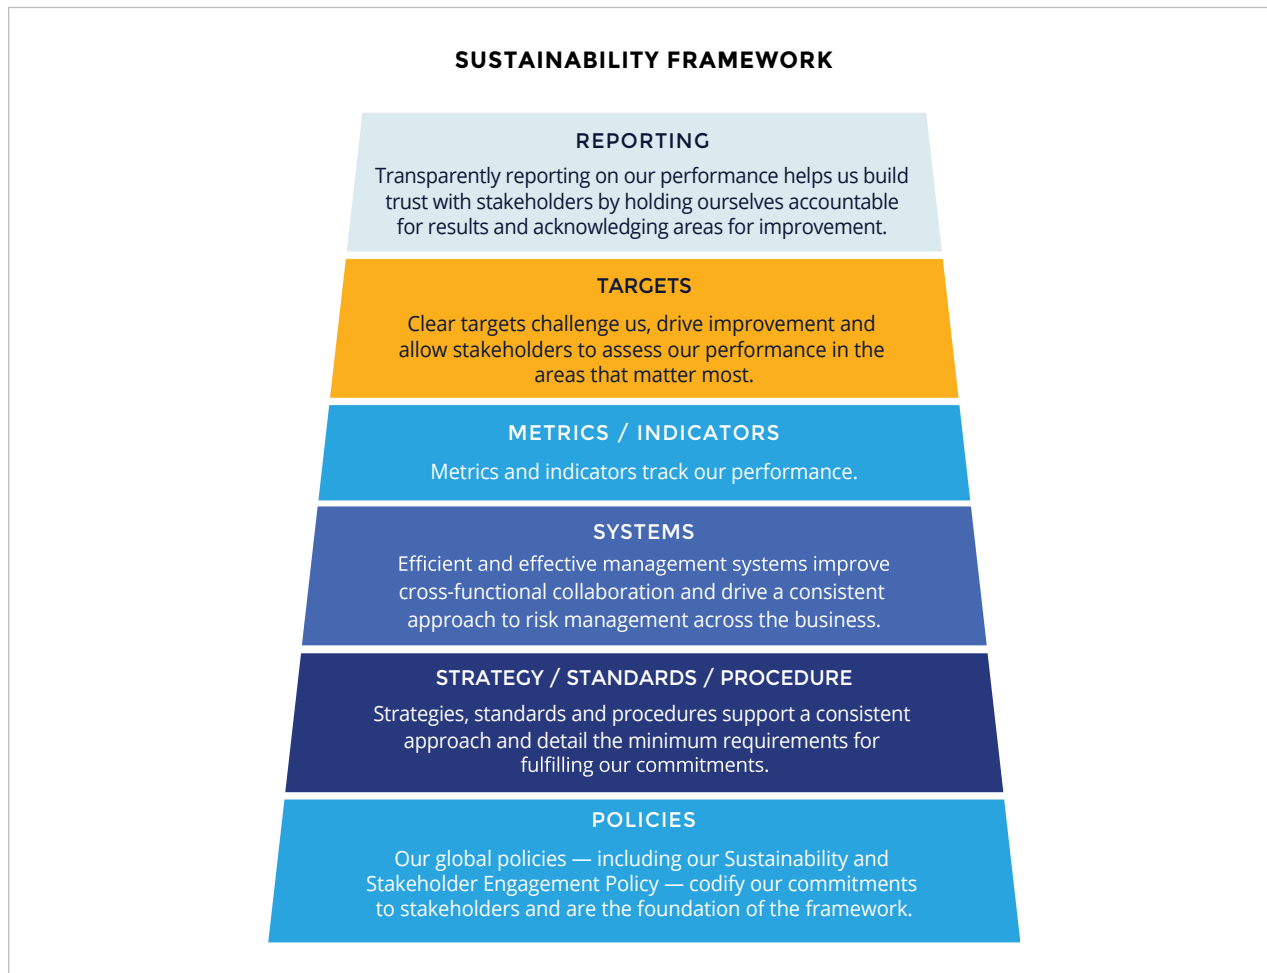 SUSTAINABILITY FRAMEWORK
REPORTING
Transparently reporting on our performance helps us build
trust with stakeholders by holding ourselves accountable
for results and acknowledging areas for improvement.
TARGETS
Clear targets challenge us, drive improvement and
allow stakeholders to assess our performance in the
areas that matter most.
METRICS / INDICATORS
Metrics and indicators track our performance.
SYSTEMS
Efficient and effective management systems improve
cross-functional collaboration and drive a consistent
approach to risk management across the business.
STRATEGY / STANDARDS / PROCEDURE
Strategies, standards and procedures support a consistent
approach and detail the minimum requirements for
fulfilling our commitments.
POLICIES
Our global policies — including our Sustainability and
Stakeholder Engagement Policy — codify our commitments
to stakeholders and are the foundation of the framework.